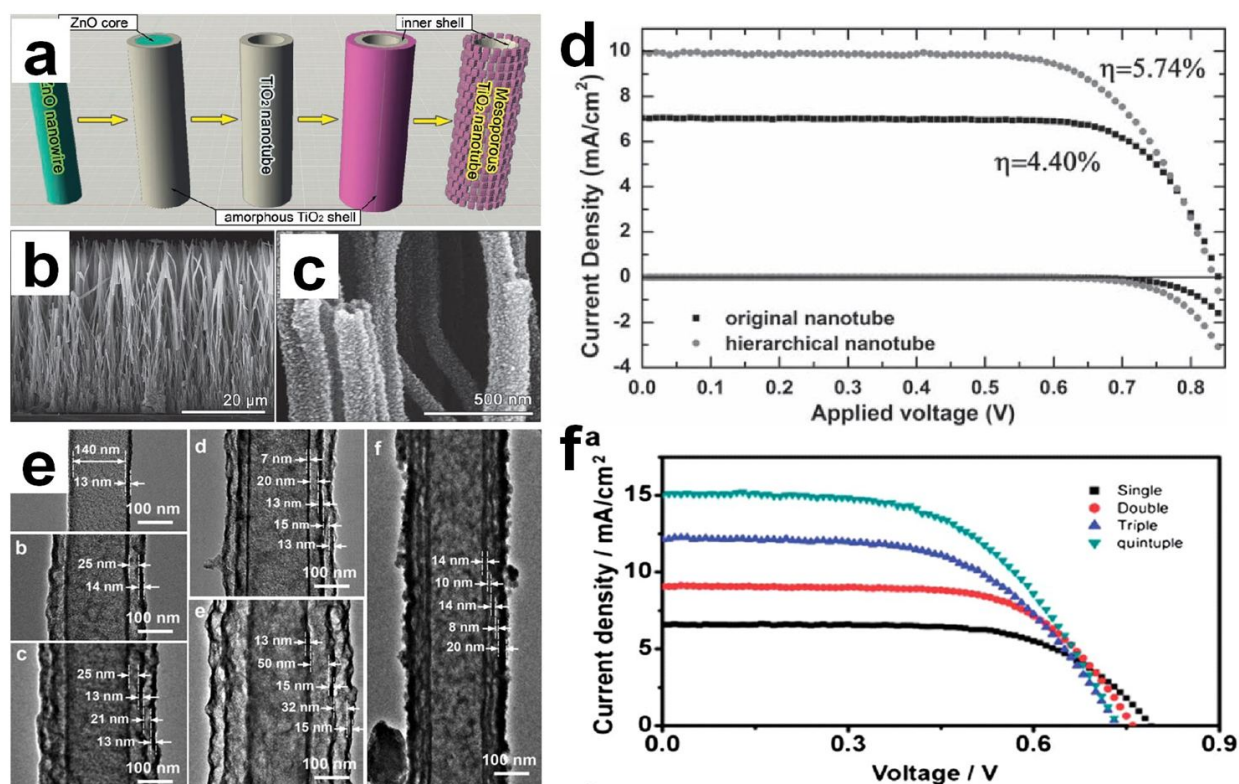 a
ZnO core
inner shell
ZnO nanowire
TiO₂ nanotube
Mesoporous
TiO₂ nanotube
amorphous TiO₂ shell
b
20 µm
c
500 nm
d
Current Density (mA/cm²)
10
8
6
4
2
0
-2
-4
η=5.74%
η=4.40%
original nanotube
hierarchical nanotube
0.0 0.1 0.2 0.3 0.4 0.5 0.6 0.7 0.8
Applied voltage (V)
e
140 nm
13 nm
100 nm
b
25 nm
14 nm
100 nm
c
25 nm
13 nm
21 nm
13 nm
100 nm
d
7 nm
20 nm
13 nm
15 nm
13 nm
100 nm
e
13 nm
50 nm
15 nm
32 nm
15 nm
100 nm
f
14 nm
10 nm
14 nm
8 nm
20 nm
100 nm
f
a
Current density / mA/cm²
15
10
5
0
Single
Double
Triple
quintuple
0.0 0.3 0.6 0.9
Voltage / V